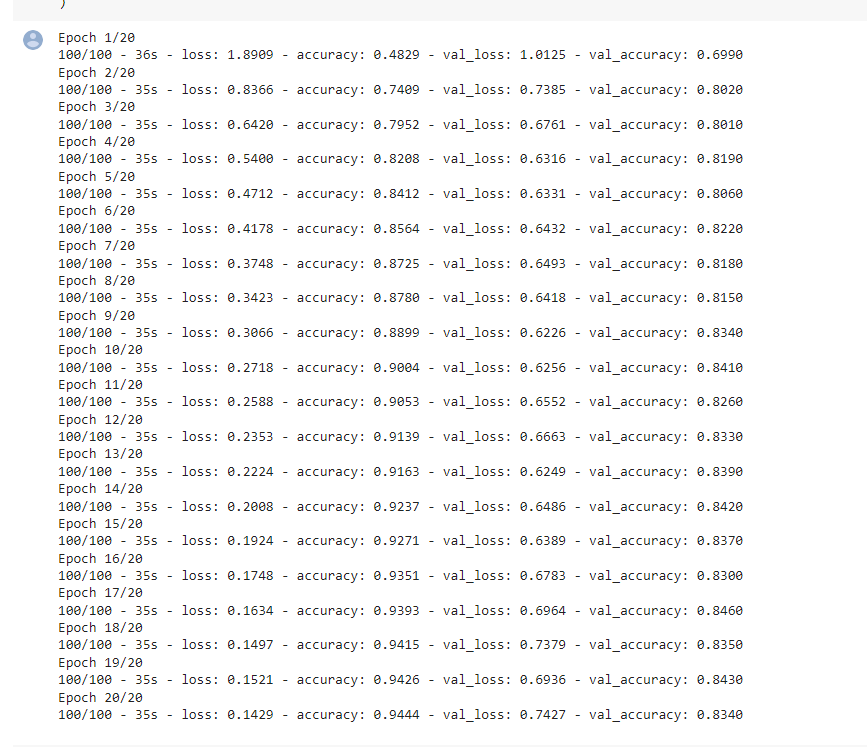 )
Epoch 1/20
100/100 - 36s - loss: 1.8909 - accuracy: 0.4829 - val_loss: 1.0125 - val_accuracy: 0.6990
Epoch 2/20
100/100 - 35s - loss: 0.8366 - accuracy: 0.7409 - val_loss: 0.7385 - val_accuracy: 0.8020
Epoch 3/20
100/100 - 35s - loss: 0.6420 - accuracy: 0.7952 - val_loss: 0.6761 - val_accuracy: 0.8010
Epoch 4/20
100/100 - 35s - loss: 0.5400 - accuracy: 0.8208 - val_loss: 0.6316 - val_accuracy: 0.8190
Epoch 5/20
100/100 - 35s - loss: 0.4712 - accuracy: 0.8412 - val_loss: 0.6331 - val_accuracy: 0.8060
Epoch 6/20
100/100 - 35s - loss: 0.4178 - accuracy: 0.8564 - val_loss: 0.6432 - val_accuracy: 0.8220
Epoch 7/20
100/100 - 35s - loss: 0.3748 - accuracy: 0.8725 - val_loss: 0.6493 - val_accuracy: 0.8180
Epoch 8/20
100/100 - 35s - loss: 0.3423 - accuracy: 0.8780 - val_loss: 0.6418 - val_accuracy: 0.8150
Epoch 9/20
100/100 - 35s - loss: 0.3066 - accuracy: 0.8899 - val_loss: 0.6226 - val_accuracy: 0.8340
Epoch 10/20
100/100 - 35s - loss: 0.2718 - accuracy: 0.9004 - val_loss: 0.6256 - val_accuracy: 0.8410
Epoch 11/20
100/100 - 35s - loss: 0.2588 - accuracy: 0.9053 - val_loss: 0.6552 - val_accuracy: 0.8260
Epoch 12/20
100/100 - 35s - loss: 0.2353 - accuracy: 0.9139 - val_loss: 0.6663 - val_accuracy: 0.8330
Epoch 13/20
100/100 - 35s - loss: 0.2224 - accuracy: 0.9163 - val_loss: 0.6249 - val_accuracy: 0.8390
Epoch 14/20
100/100 - 35s - loss: 0.2008 - accuracy: 0.9237 - val_loss: 0.6486 - val_accuracy: 0.8420
Epoch 15/20
100/100 - 35s - loss: 0.1924 - accuracy: 0.9271 - val_loss: 0.6389 - val_accuracy: 0.8370
Epoch 16/20
100/100 - 35s - loss: 0.1748 - accuracy: 0.9351 - val_loss: 0.6783 - val_accuracy: 0.8300
Epoch 17/20
100/100 - 35s - loss: 0.1634 - accuracy: 0.9393 - val_loss: 0.6964 - val_accuracy: 0.8460
Epoch 18/20
100/100 - 35s - loss: 0.1497 - accuracy: 0.9415 - val_loss: 0.7379 - val_accuracy: 0.8350
Epoch 19/20
100/100 - 35s - loss: 0.1521 - accuracy: 0.9426 - val_loss: 0.6936 - val_accuracy: 0.8430
Epoch 20/20
100/100 - 35s - loss: 0.1429 - accuracy: 0.9444 - val_loss: 0.7427 - val_accuracy: 0.8340